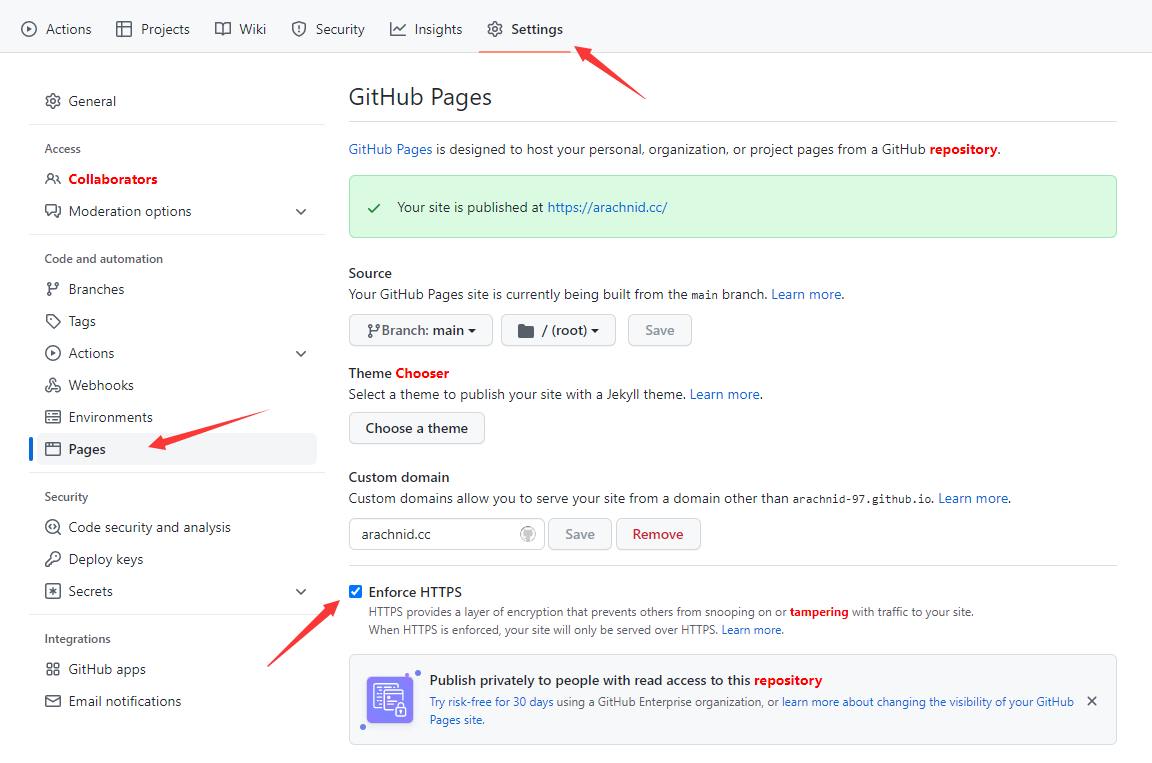 Actions Projects Wiki Security Insights Settings
General
Access
Collaborators
Moderation options
Code and automation
Branches
Tags
Actions
Webhooks
Environments
Pages
Security
Code security and analysis
Deploy keys
Secrets
Integrations
GitHub apps
Email notifications
GitHub Pages
GitHub Pages is designed to host your personal, organization, or project pages from a GitHub repository.
Your site is published at https://arachnid.cc/
Source
Your GitHub Pages site is currently being built from the main branch. Learn more.
Branch: main / (root) Save
Theme Chooser
Select a theme to publish your site with a Jekyll theme. Learn more.
Choose a theme
Custom domain
Custom domains allow you to serve your site from a domain other than arachnid-97.github.io. Learn more.
arachnid.cc Save Remove
Enforce HTTPS
HTTPS provides a layer of encryption that prevents others from snooping on or tampering with traffic to your site.
When HTTPS is enforced, your site will only be served over HTTPS. Learn more.
Publish privately to people with read access to this repository
Try risk-free for 30 days using a GitHub Enterprise organization, or learn more about changing the visibility of your GitHub
Pages site.